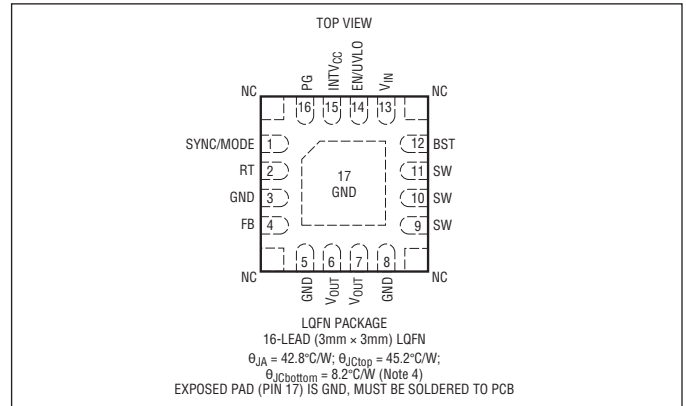 TOP VIEW
PG
INTVCC
EN/UVLO
VIN
NC
NC
16
15
14
13
SYNC/MODE 1
12 BST
RT 2
11 SW
17
GND
GND 3
10 SW
FB 4
9 SW
5
6
7
8
NC
NC
GND
VOUT
VOUT
GND
LQFN PACKAGE
16-LEAD (3mm × 3mm) LQFN
θJA = 42.8°C/W; θJCtop = 45.2°C/W;
θJCbottom = 8.2°C/W (Note 4)
EXPOSED PAD (PIN 17) IS GND, MUST BE SOLDERED TO PCB